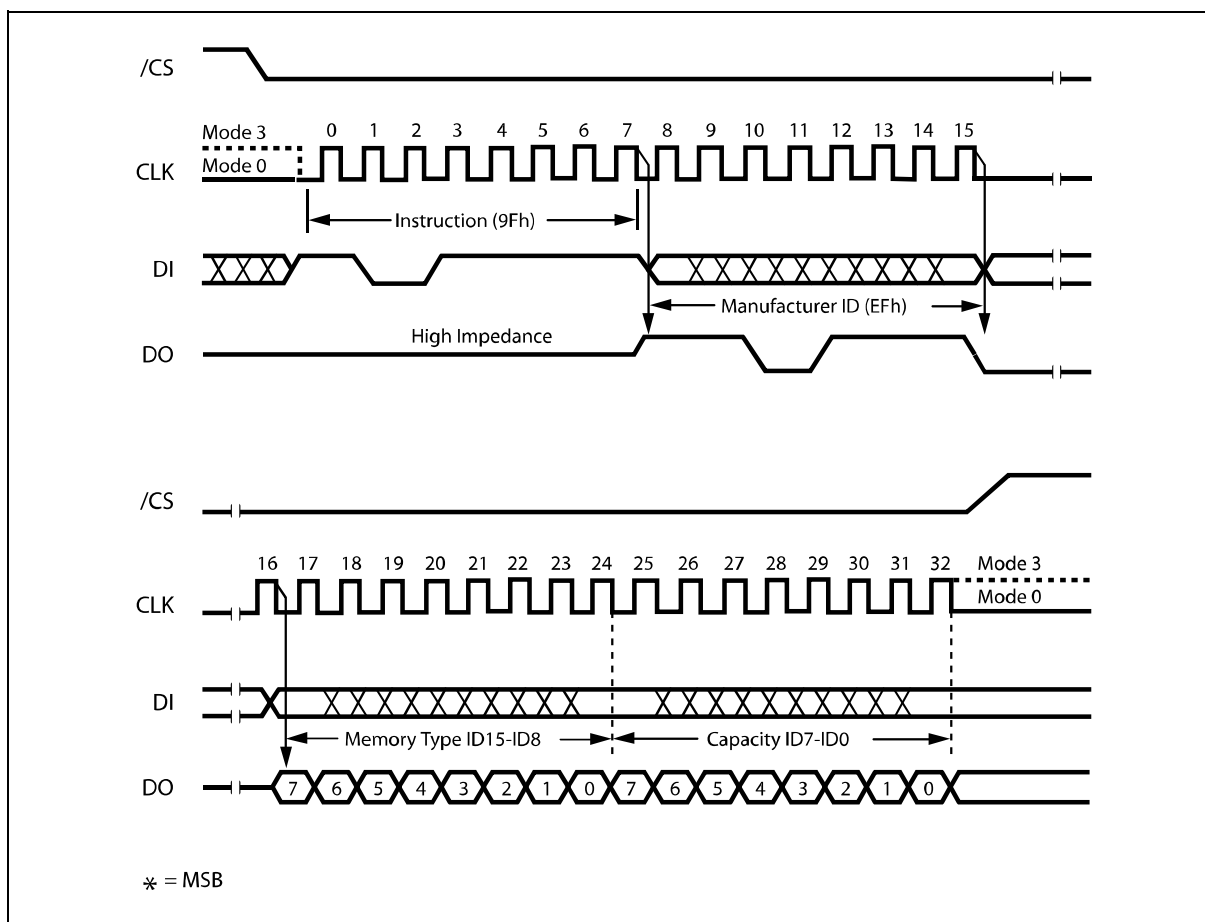 /CS
Mode 3
0 1 2 3 4 5 6 7 8 9 10 11 12 13 14 15
CLK
Mode 0
Instruction (9Fh)
DI
Manufacturer ID (EFh)
High Impedance
DO
/CS
16 17 18 19 20 21 22 23 24 25 26 27 28 29 30 31 32
Mode 3
CLK
Mode 0
DI
Memory Type ID15-ID8
Capacity ID7-ID0
DO
7 6 5 4 3 2 1 0 7 6 5 4 3 2 1 0
* = MSB